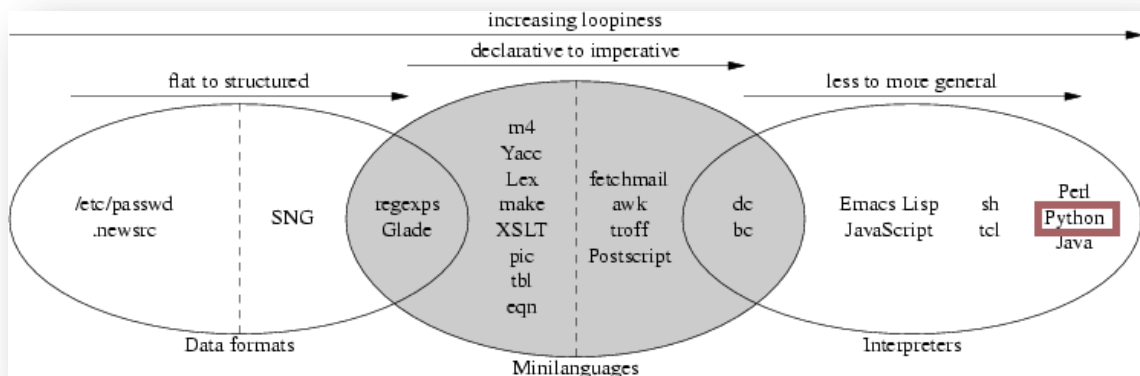 increasing loopiness
declarative to imperative
flat to structured
less to more general
/etc/passwd
.newsrc
SNG
regexps
Glade
m4
Yacc
Lex
make
XSLT
pic
tbl
eqn
fetchmail
awk
troff
Postscript
dc
bc
Emacs Lisp
JavaScript
sh
tcl
Perl
Python
Java
Data formats
Minilanguages
Interpreters